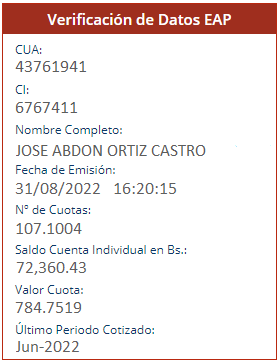 Verificación de Datos EAP
CUA:
43761941
CI:
6767411
Nombre Completo:
JOSE ABDON ORTIZ CASTRO
Fecha de Emisión:
31/08/2022 16:20:15
N° de Cuotas:
107.1004
Saldo Cuenta Individual en Bs.:
72,360.43
Valor Cuota:
784.7519
Último Periodo Cotizado:
Jun-2022